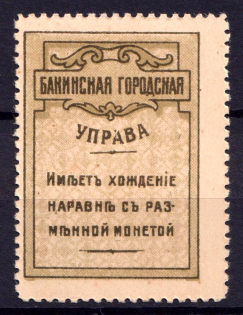 БАКИНСКАЯ ГОРОДСКАЯ
УПРАВА
ИМѢЕТЪ ХОЖДЕНІЕ
НАРАВНѢ СЪ РАЗ-
МѢННОЙ МОНЕТОЙ